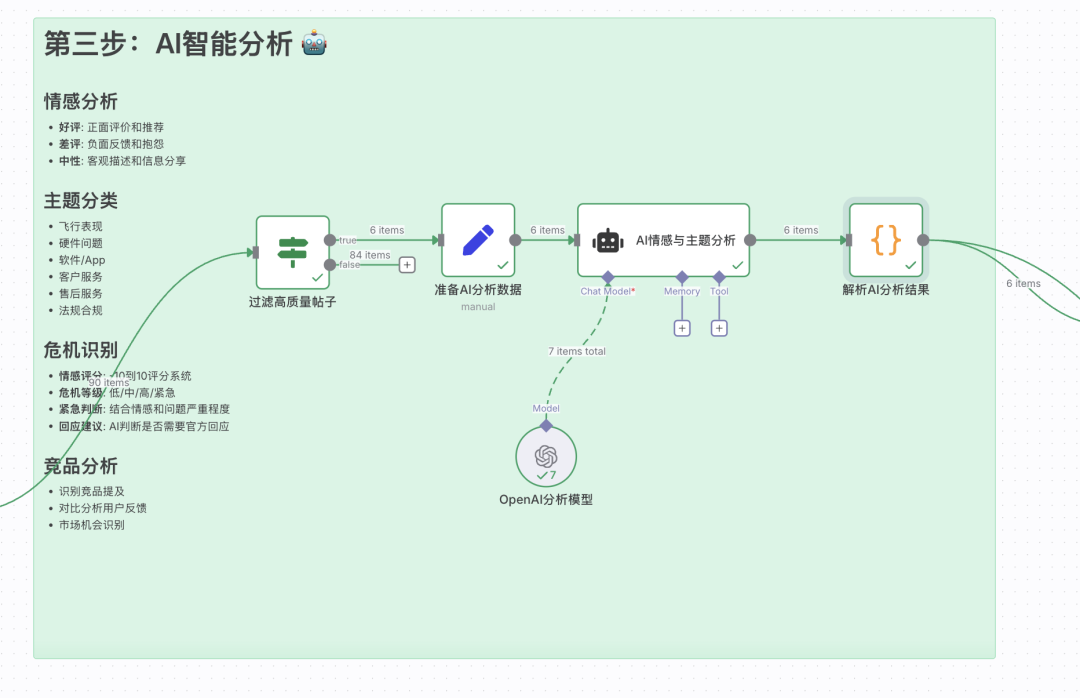 第三步：AI智能分析 🤖
情感分析
• 好评: 正面评价和推荐
• 差评: 负面反馈和抱怨
• 中性: 客观描述和信息分享
主题分类
• 飞行表现
• 硬件问题
• 软件/App
• 客户服务
• 售后服务
• 法规合规
危机识别
• 情感评分: -10到10评分系统
90 items
• 危机等级: 低/中/高/紧急
• 紧急判断: 结合情感和问题严重程度
• 回应建议: AI判断是否需要官方回应
竞品分析
• 识别竞品提及
• 对比分析用户反馈
• 市场机会识别
true
false
6 items
84 items
+
过滤高质量帖子
准备AI分析数据
manual
6 items
AI情感与主题分析
Chat Model*
Memory
Tool
+
+
7 items total
Model
7
OpenAI分析模型
6 items
{}
解析AI分析结果
6 items